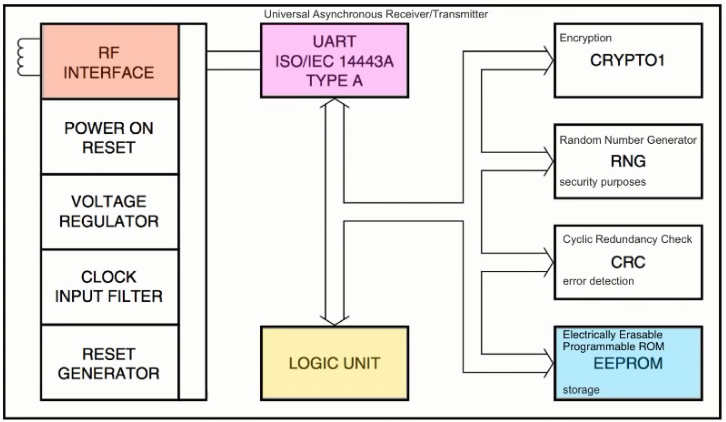 Universal Asynchronous Receiver/Transmitter
RF
INTERFACE
POWER ON
RESET
VOLTAGE
REGULATOR
CLOCK
INPUT FILTER
RESET
GENERATOR
UART
ISO/IEC 14443A
TYPE A
LOGIC UNIT
Encryption
CRYPTO1
Random Number Generator
RNG
security purposes
Cyclic Redundancy Check
CRC
error detection
Electrically Erasable
Programmable ROM
EEPROM
storage